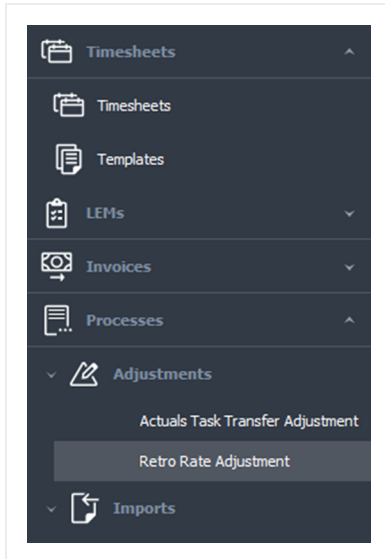 Timesheets
Timesheets
Templates
LEMs
Invoices
Processes
Adjustments
Actuals Task Transfer Adjustment
Retro Rate Adjustment
Imports